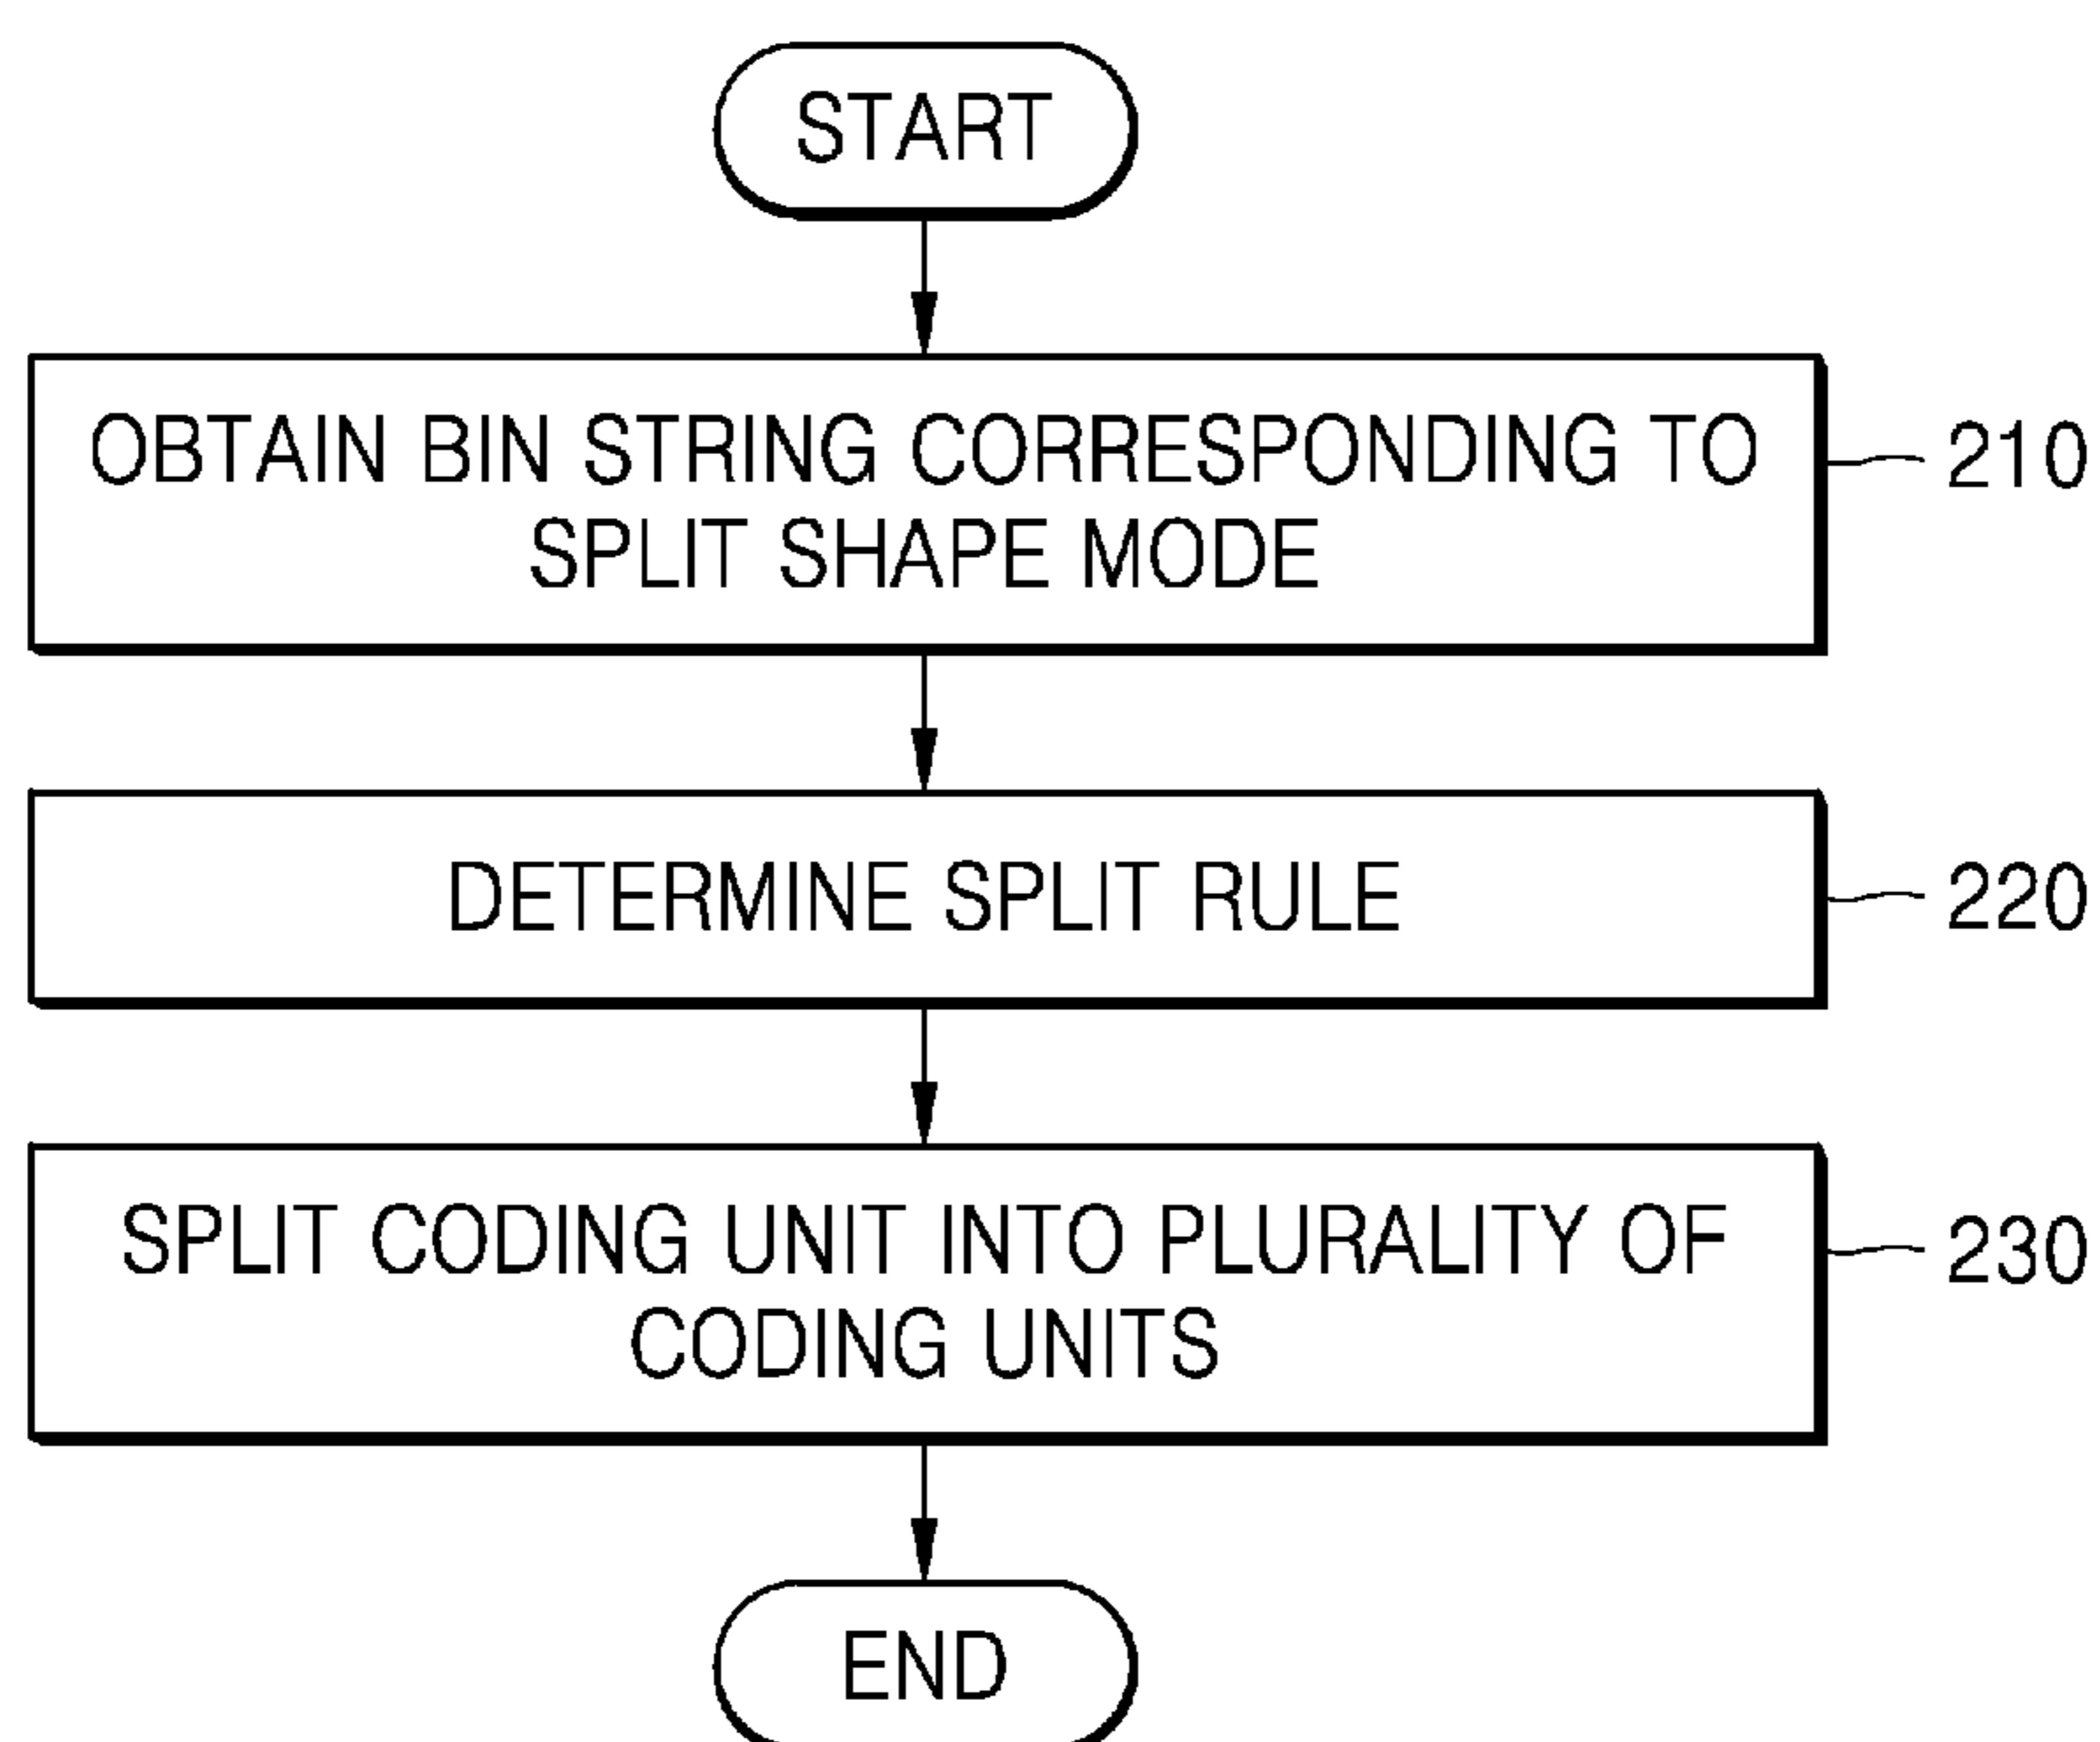 START
OBTAIN BIN STRING CORRESPONDING TO
SPLIT SHAPE MODE
210
DETERMINE SPLIT RULE
220
SPLIT CODING UNIT INTO PLURALITY OF
CODING UNITS
230
END